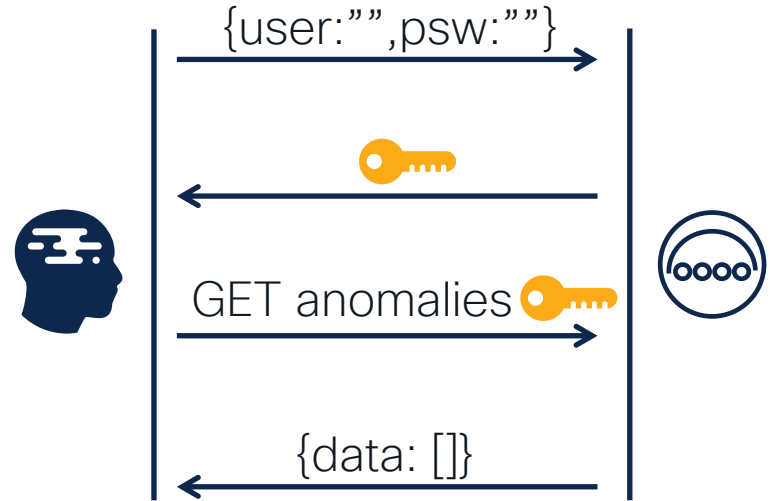 {user:””,psw:””}
GET anomalies
{data: []}